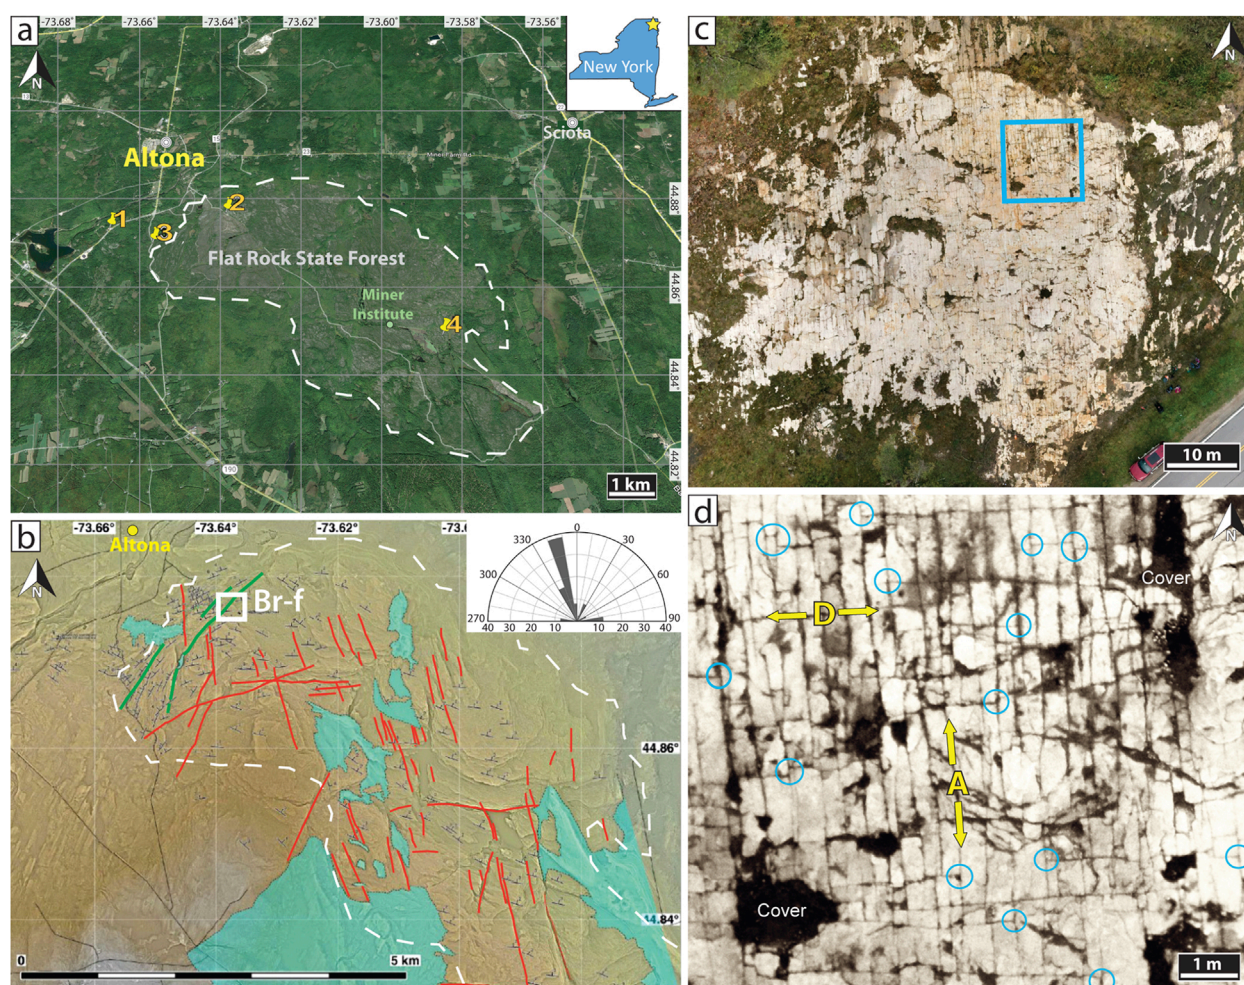 a
-73.68°
-73.66°
-73.64°
-73.62°
-73.60°
-73.58°
-73.56°
N
New York
Sciota
Altona
190
1
2
3
4
Flat Rock State Forest
Miner
Institute
44.88°
44.86°
44.84°
44.82°
1 km
b
-73.66°
-73.64°
-73.62°
Altona
N
Br-f
0
330
30
300
60
270
90
40 30 20 10 0 10 20 30 40
44.86°
44.84°
0
5 km
c
N
10 m
d
N
Cover
D
A
Cover
1 m